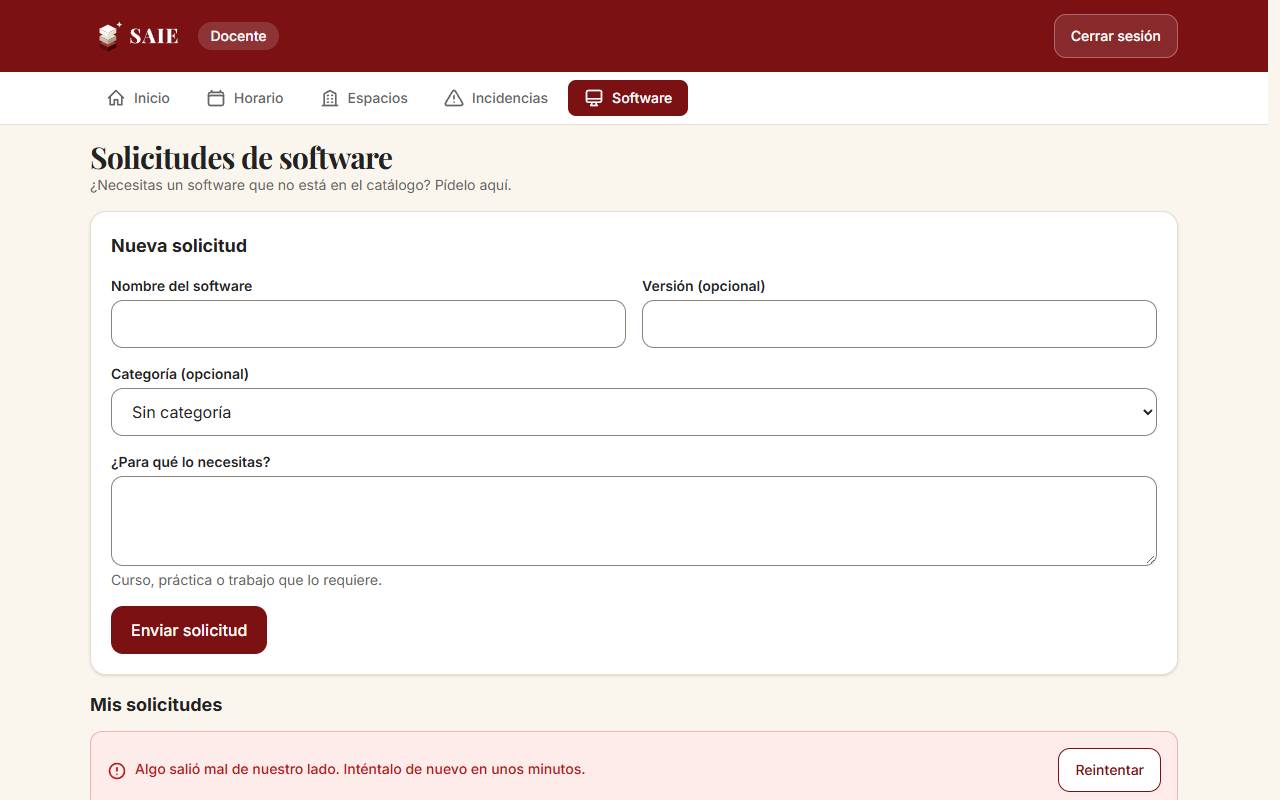 SAIE
Docente
Cerrar sesión
Inicio
Horario
Espacios
Incidencias
Software
Solicitudes de software
¿Necesitas un software que no está en el catálogo? Pídelo aquí.
Nueva solicitud
Nombre del software
Versión (opcional)
Categoría (opcional)
Sin categoría
¿Para qué lo necesitas?
Curso, práctica o trabajo que lo requiere.
Enviar solicitud
Mis solicitudes
Algo salió mal de nuestro lado. Inténtalo de nuevo en unos minutos.
Reintentar